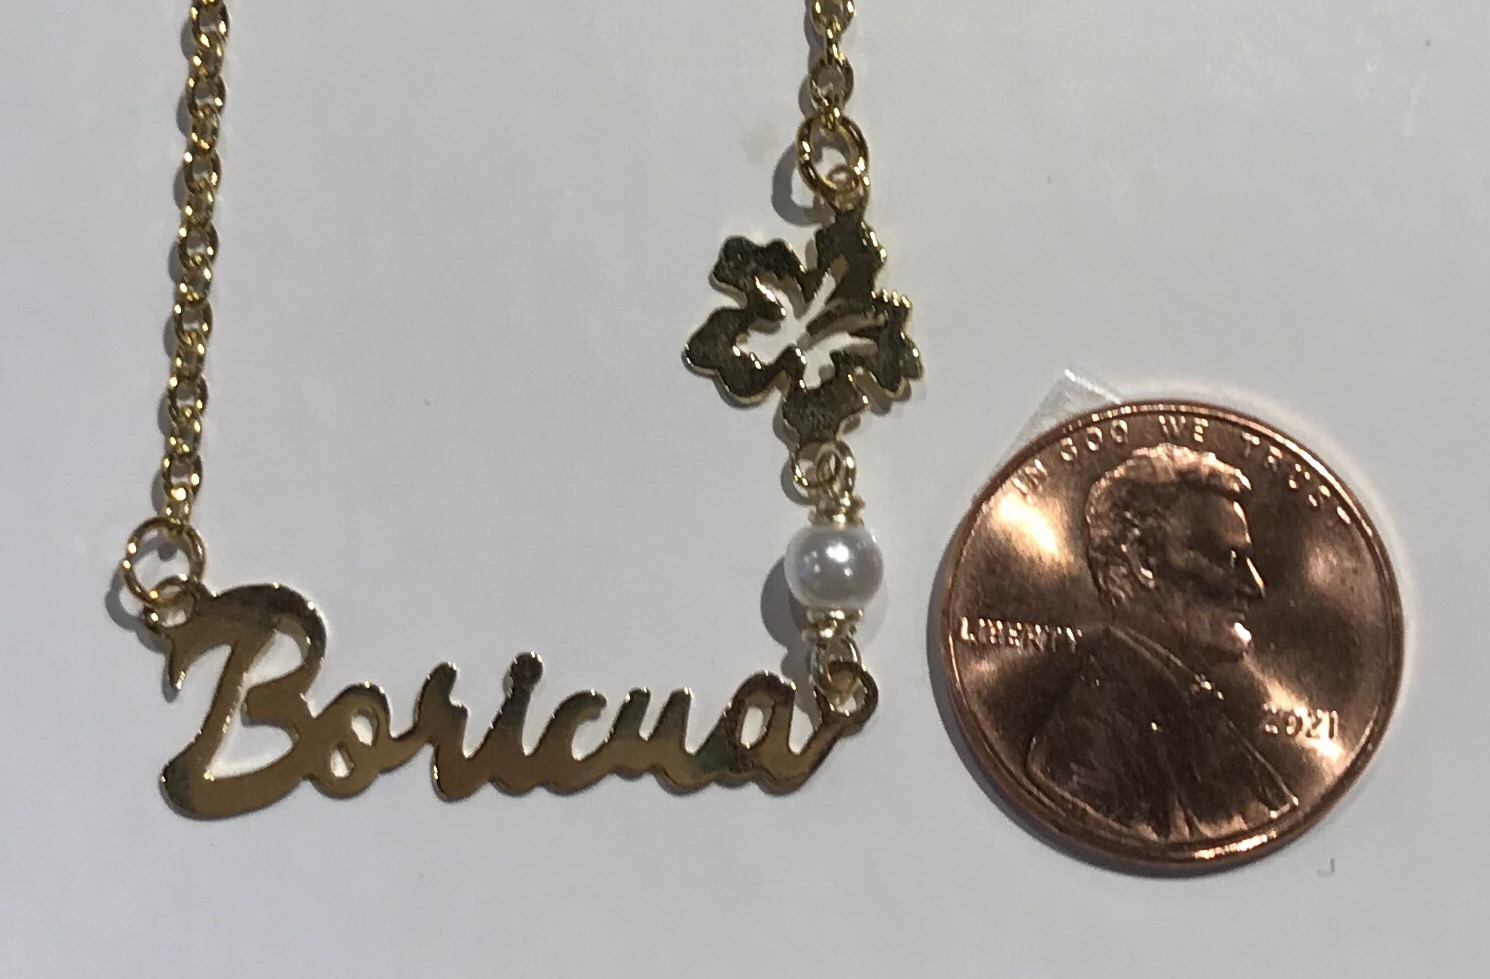 Boricua
IN GOD WE TRUST
LIBERTY
2021